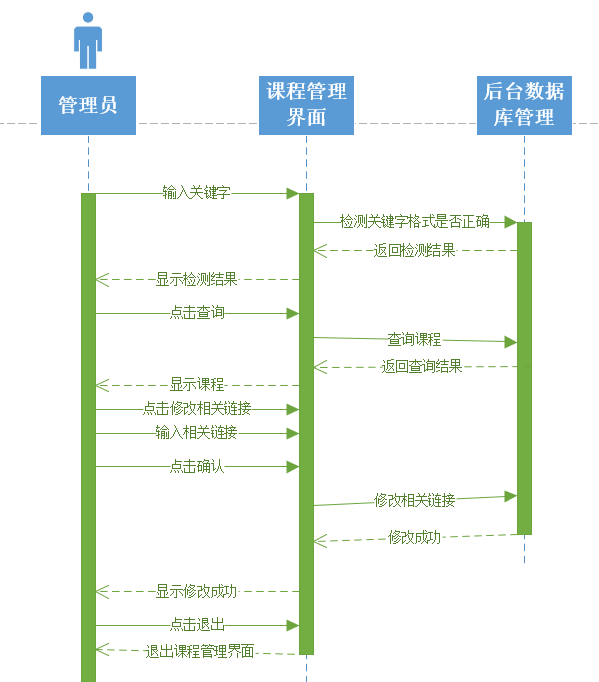 管理员
课程管理
界面
后台数据
库管理
输入关键字
检测关键字格式是否正确
返回检测结果
显示检测结果
点击查询
查询课程
返回查询结果
显示课程
点击修改相关链接
输入相关链接
点击确认
修改相关链接
修改成功
显示修改成功
点击退出
退出课程管理界面